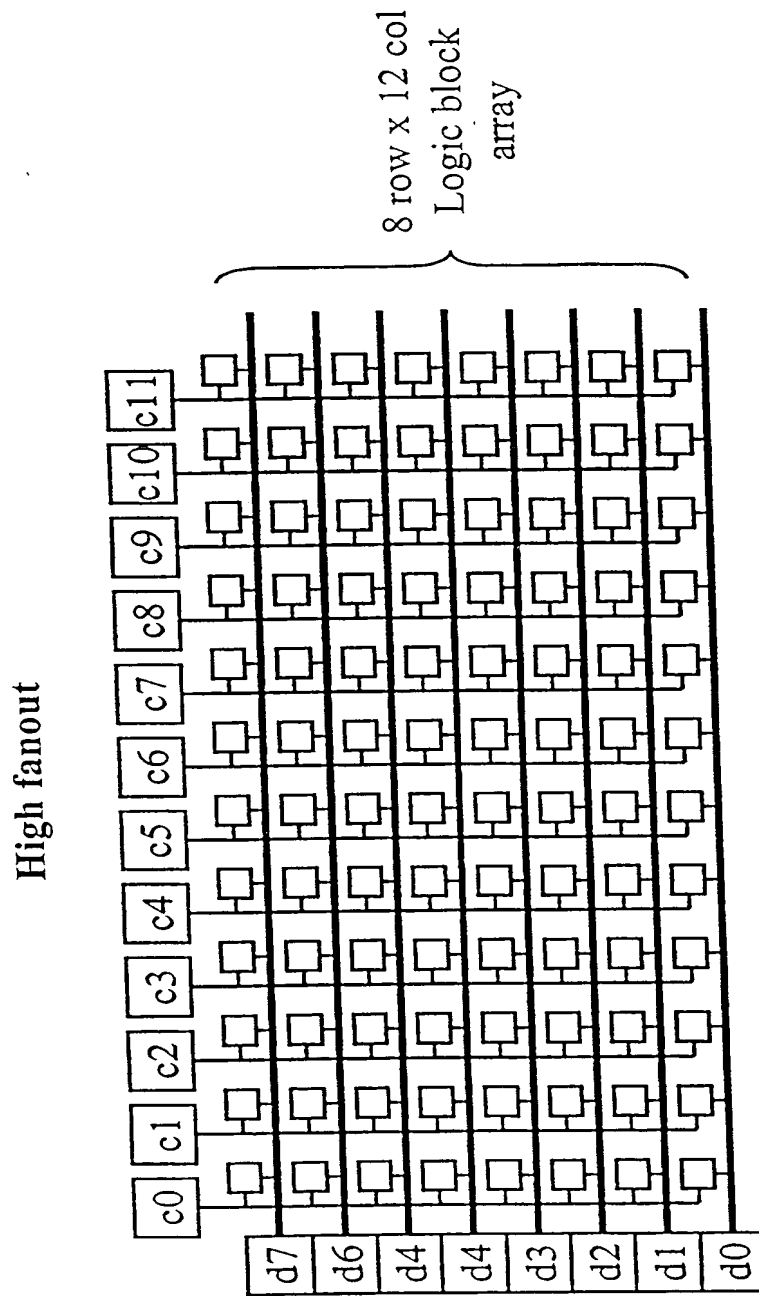 High fanout
c0 c1 c2 c3 c4 c5 c6 c7 c8 c9 c10 c11
d7
d6
d4
d4
d3
d2
d1
d0
8 row x 12 col
Logic block
array